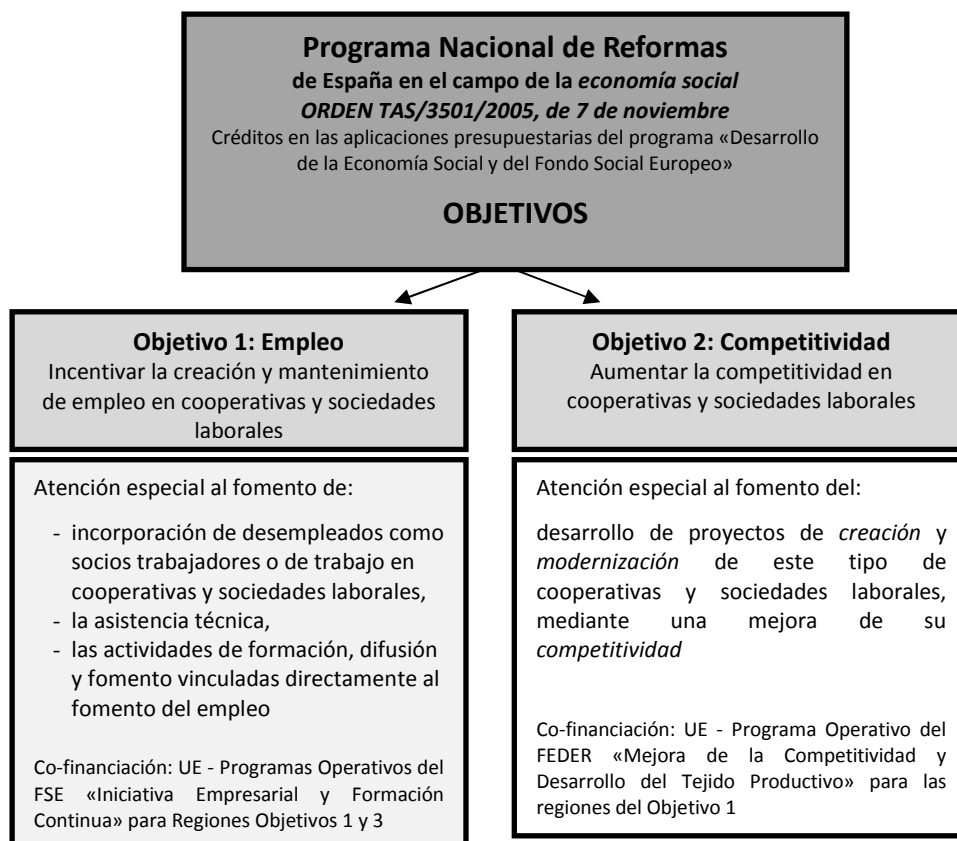 Programa Nacional de Reformas
de España en el campo de la economía social
ORDEN TAS/3501/2005, de 7 de noviembre
Créditos en las aplicaciones presupuestarias del programa «Desarrollo
de la Economía Social y del Fondo Social Europeo»
OBJETIVOS
Objetivo 1: Empleo
Incentivar la creación y mantenimiento
de empleo en cooperativas y sociedades
laborales
Atención especial al fomento de:
- incorporación de desempleados como
socios trabajadores o de trabajo en
cooperativas y sociedades laborales,
- la asistencia técnica,
- las actividades de formación, difusión
y fomento vinculadas directamente al
fomento del empleo
Co-financiación: UE - Programas Operativos del
FSE «Iniciativa Empresarial y Formación
Continua» para Regiones Objetivos 1 y 3
Objetivo 2: Competitividad
Aumentar la competitividad en
cooperativas y sociedades laborales
Atención especial al fomento del:
desarrollo de proyectos de creación y
modernización de este tipo de
cooperativas y sociedades laborales,
mediante una mejora de su
competitividad
Co-financiación: UE - Programa Operativo del
FEDER «Mejora de la Competitividad y
Desarrollo del Tejido Productivo» para las
regiones del Objetivo 1